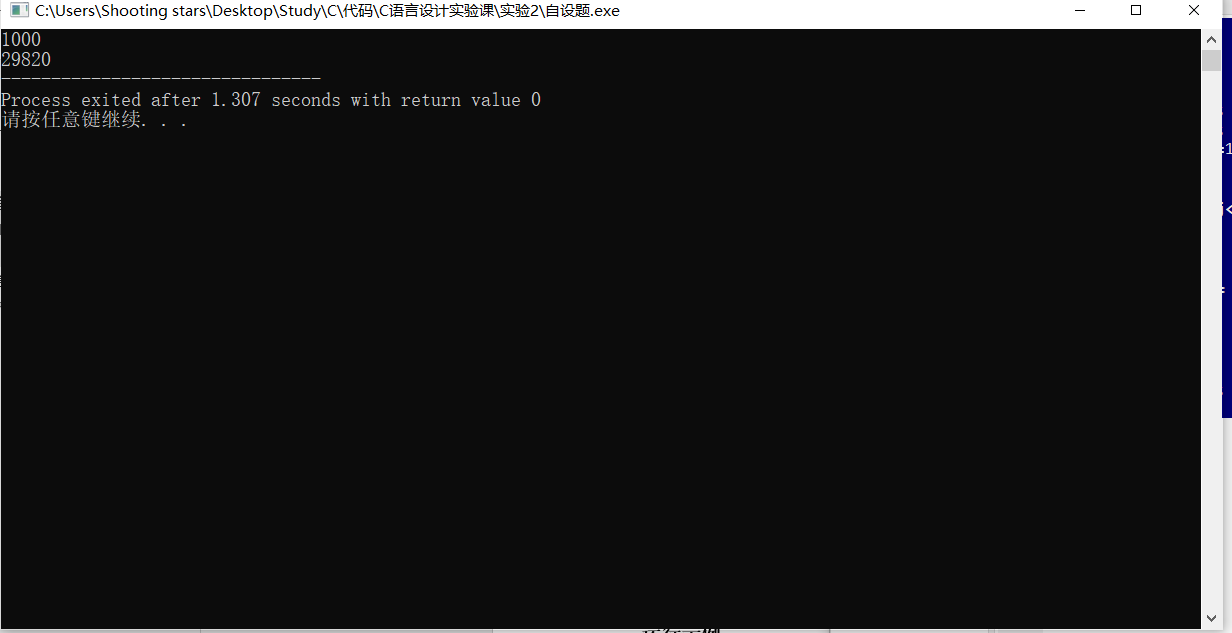 C:\Users\Shooting stars\Desktop\Study\C\代码\C语言设计实验课\实验2\自设题.exe
1000
29820
--------------------------------
Process exited after 1.307 seconds with return value 0
请按任意键继续. . .